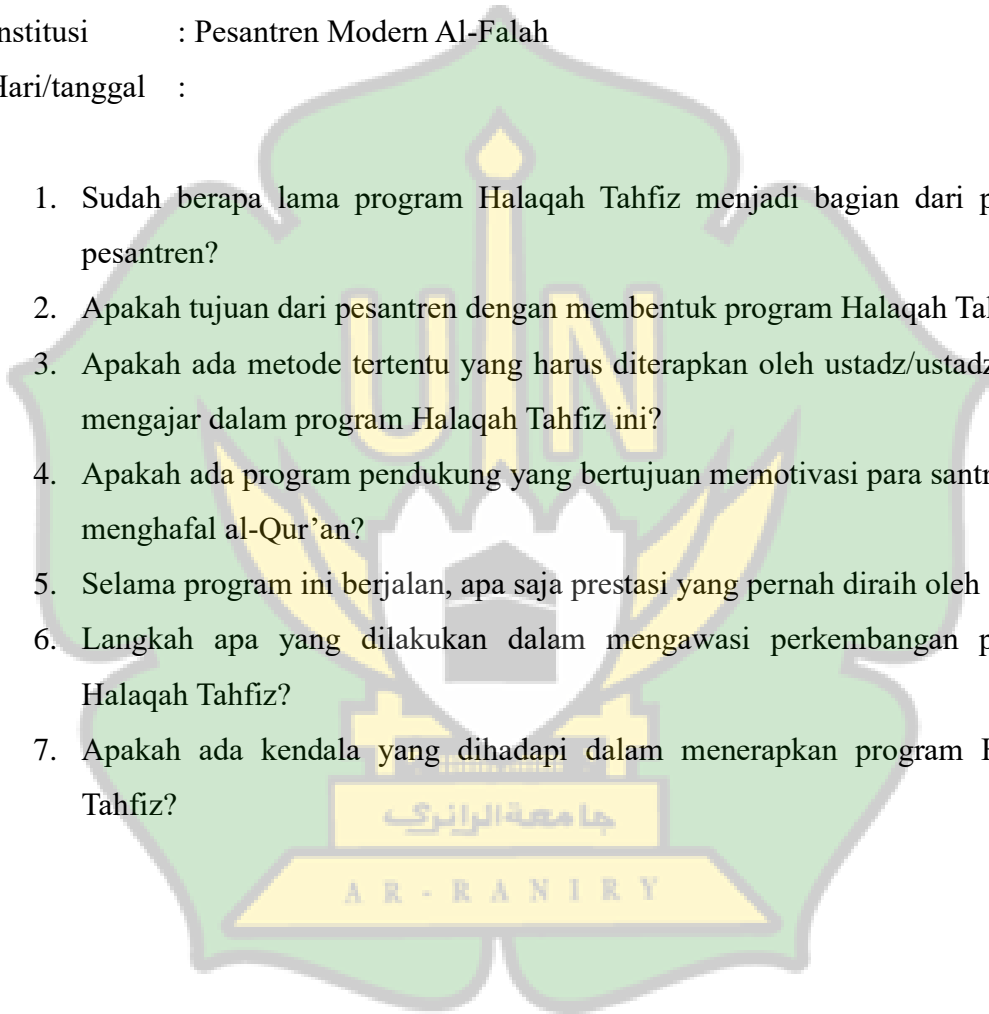 nstitusi : Pesantren Modern Al-Falah
Hari/tanggal :
1. Sudah berapa lama program Halaqah Tahfiz menjadi bagian dari p
pesantren?
2. Apakah tujuan dari pesantren dengan membentuk program Halaqah Ta
3. Apakah ada metode tertentu yang harus diterapkan oleh ustadz/ustadz
mengajar dalam program Halaqah Tahfiz ini?
4. Apakah ada program pendukung yang bertujuan memotivasi para santr
menghafal al-Qur’an?
5. Selama program ini berjalan, apa saja prestasi yang pernah diraih oleh
6. Langkah apa yang dilakukan dalam mengawasi perkembangan p
Halaqah Tahfiz?
7. Apakah ada kendala yang dihadapi dalam menerapkan program H
Tahfiz?
UIN
جامعة الرانري
AR-RANIRY